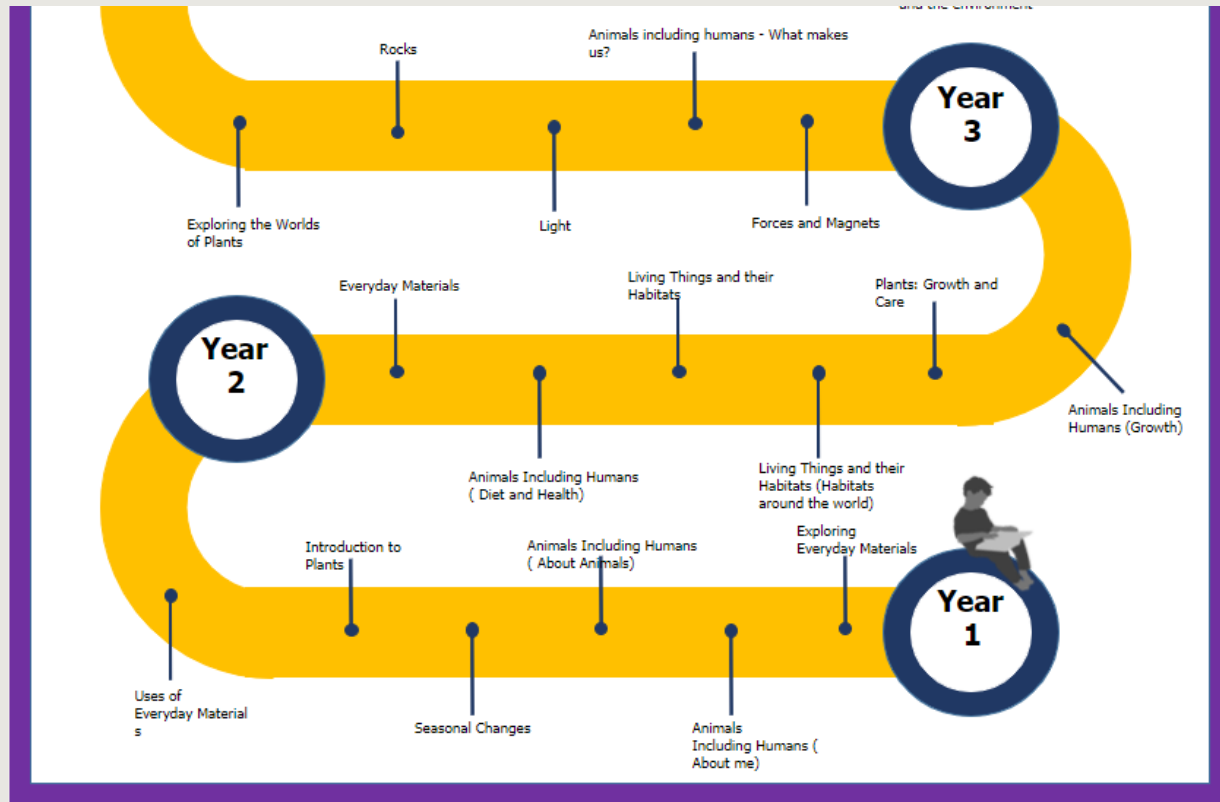 and the environment
Animals including humans - What makes
us?
Rocks
Year
3
Exploring the Worlds
of Plants
Light
Forces and Magnets
Everyday Materials
Living Things and their
Habitats
Plants: Growth and
Care
Year
2
Animals Including
Humans (Growth)
Animals Including Humans
( Diet and Health)
Living Things and their
Habitats (Habitats
around the world)
Introduction to
Plants
Animals Including Humans
( About Animals)
Exploring
Everyday Materials
Year
1
Uses of
Everyday Material
s
Seasonal Changes
Animals
Including Humans (
About me)